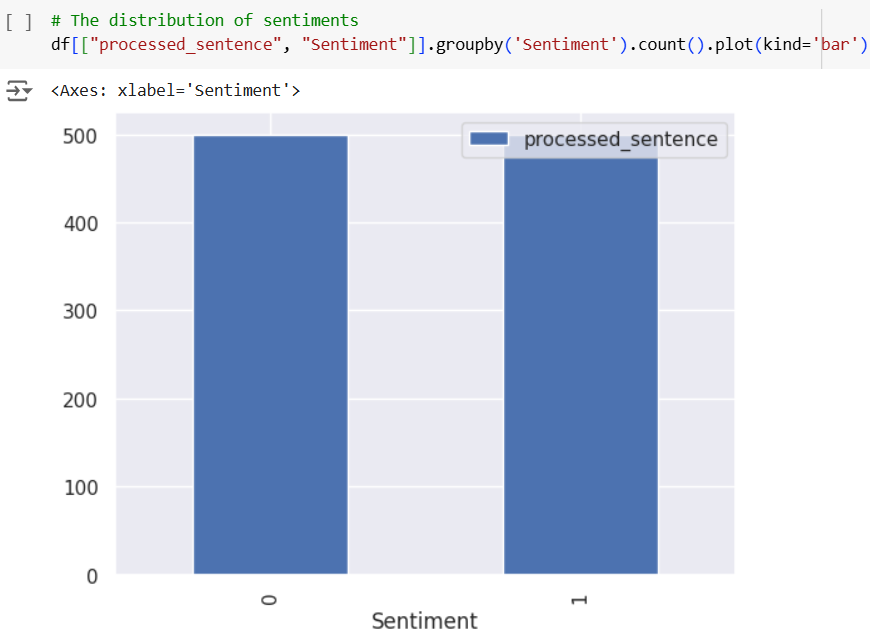 [ ] # The distribution of sentiments
df[["processed_sentence", "Sentiment"]].groupby('Sentiment').count().plot(kind='bar')
<Axes: xlabel='Sentiment'>
processed_sentence
500
400
300
200
100
0
0 1
Sentiment